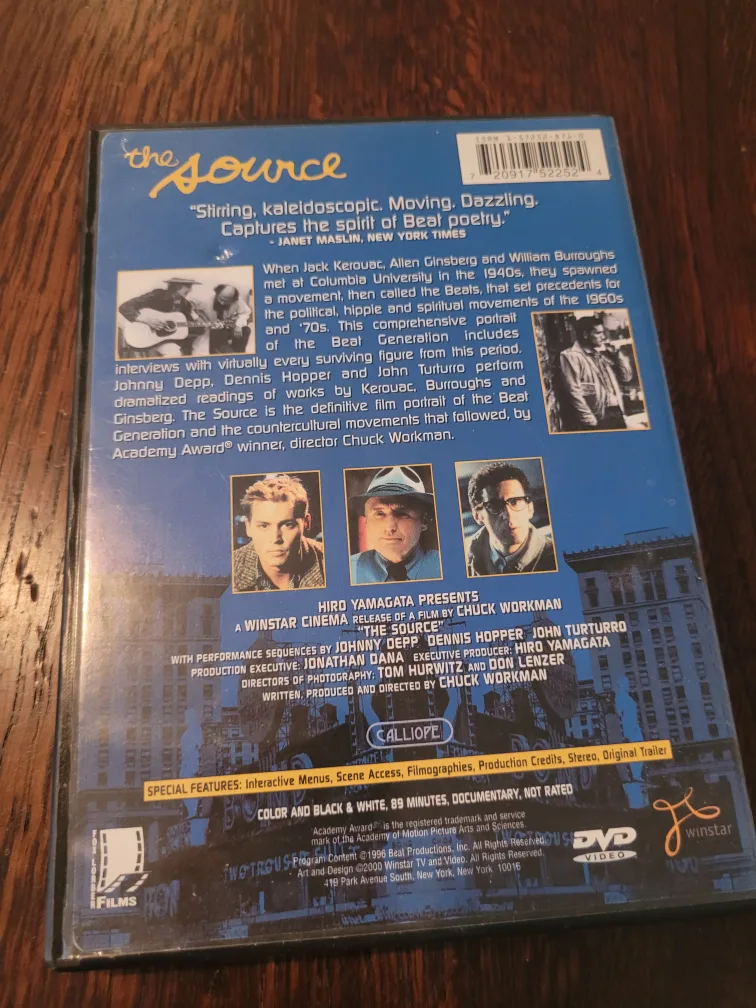 the source
ISBN 1-57252-671-0
7 20917 52252 4
"Stirring, kaleidoscopic. Moving. Dazzling.
Captures the spirit of Beat poetry."
- JANET MASLIN, NEW YORK TIMES
When Jack Kerouac, Allen Ginsberg and William Burroughs
met at Columbia University in the 1940s, they spawned
a movement, then called the Beats, that set precedents for
the political, hippie and spiritual movements of the 1960s
and '70s. This comprehensive portrait
of the Beat Generation includes
interviews with virtually every surviving figure from this period.
Johnny Depp, Dennis Hopper and John Turturro perform
dramatized readings of works by Kerouac, Burroughs and
Ginsberg. The Source is the definitive film portrait of the Beat
Generation and the countercultural movements that followed, by
Academy Award® winner, director Chuck Workman.
HIRO YAMAGATA PRESENTS
A WINSTAR CINEMA RELEASE OF A FILM BY CHUCK WORKMAN
"THE SOURCE"
WITH PERFORMANCE SEQUENCES BY JOHNNY DEPP DENNIS HOPPER JOHN TURTURRO
PRODUCTION EXECUTIVE: JONATHAN DANA EXECUTIVE PRODUCER: HIRO YAMAGATA
DIRECTORS OF PHOTOGRAPHY: TOM HURWITZ AND DON LENZER
WRITTEN, PRODUCED AND DIRECTED BY CHUCK WORKMAN
CALLIOPE
SPECIAL FEATURES: Interactive Menus, Scene Access, Filmographies, Production Credits, Stereo, Original Trailer
COLOR AND BLACK & WHITE, 89 MINUTES, DOCUMENTARY, NOT RATED
Academy Award® is the registered trademark and service
mark of the Academy of Motion Picture Arts and Sciences.
Program Content ©1996 Beat Productions, Inc. All Rights Reserved.
Art and Design ©2000 Winstar TV and Video. All Rights Reserved.
419 Park Avenue South, New York, New York, 10016
FOX LORBER
FILMS
DVD
VIDEO
winstar